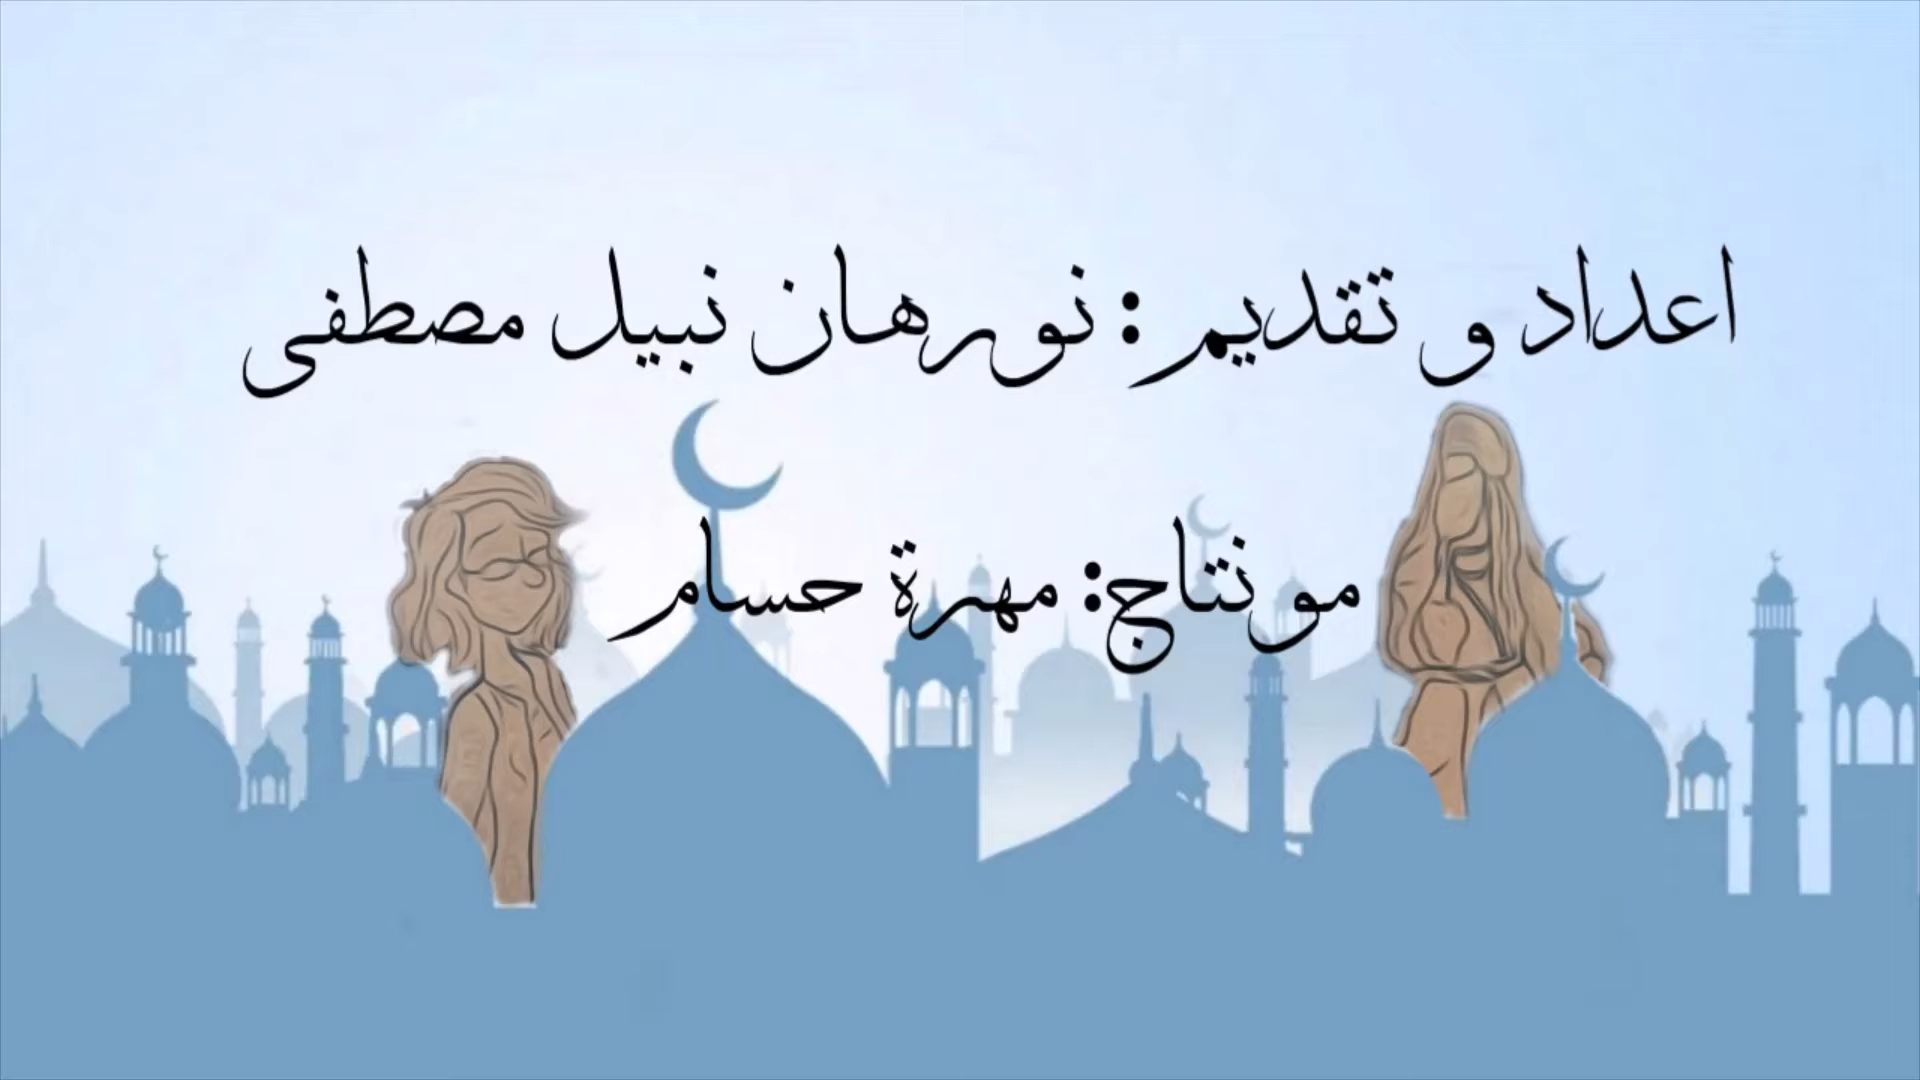 اعداد و تقديم : نورهان نبيل مصطفى
مونتاج: مهرة حسام